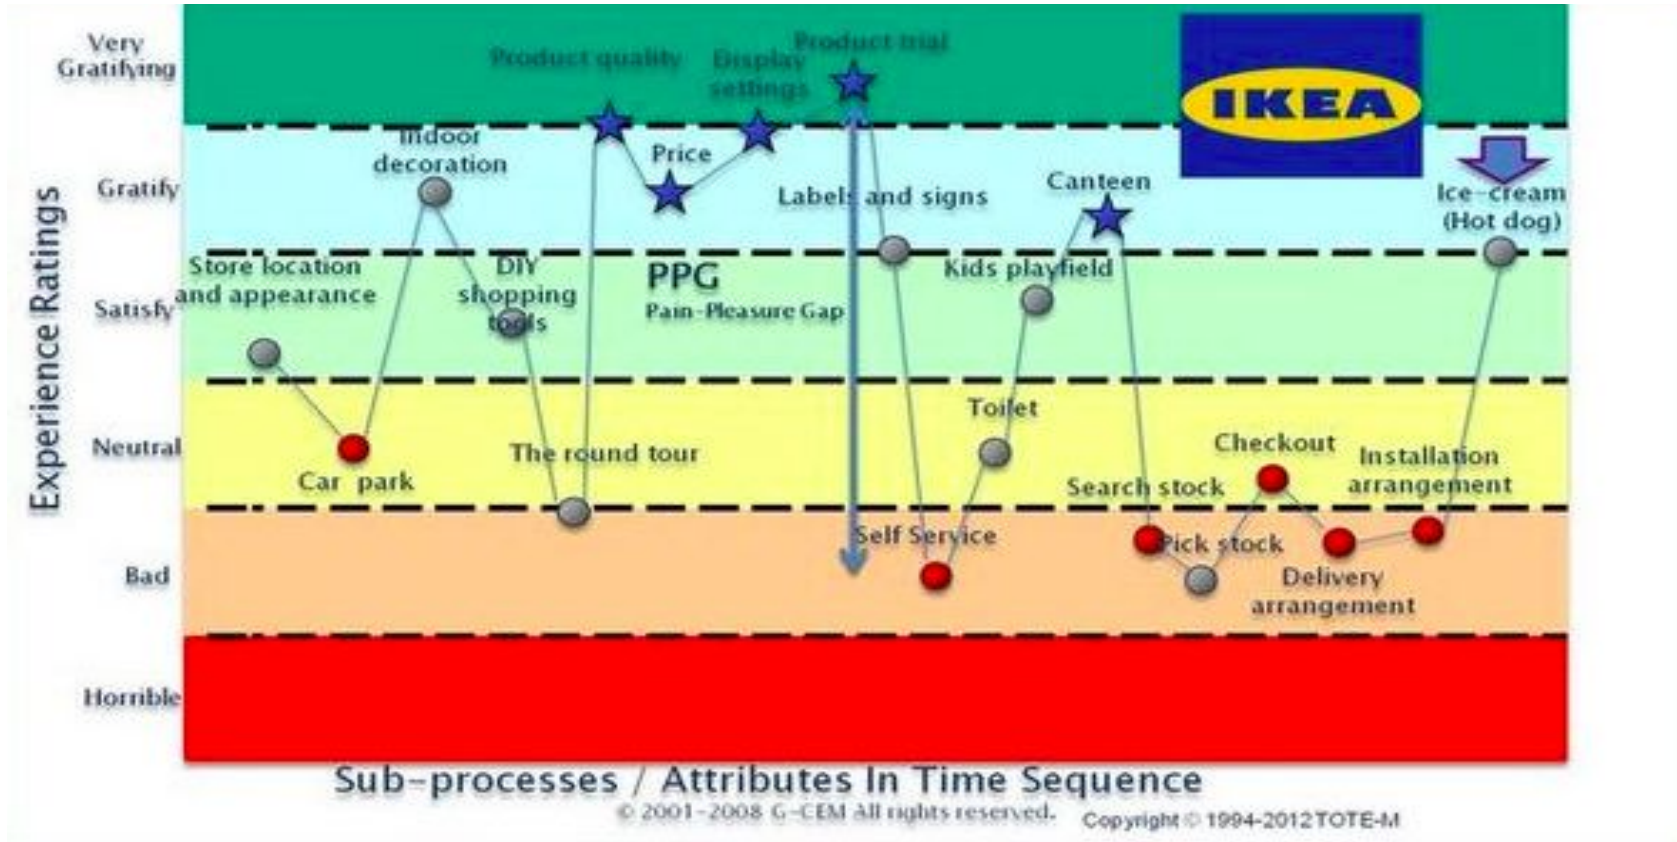 Very
Gratifying
Product quality
Display
settings
Product trial
IKEA
Indoor
decoration
Price
Gratify
Labels and signs
Canteen
Ice-cream
(Hot dog)
Store location
and appearance
DIY
shopping
tools
PPG
Pain-Pleasure Gap
Kids playfield
Satisfy
Experience Ratings
Neutral
Car park
The round tour
Toilet
Search stock
Checkout
Installation
arrangement
Self Service
Pick stock
Bad
Delivery
arrangement
Horrible
Sub-processes / Attributes In Time Sequence
© 2001-2008 G-CEM All rights reserved.
Copyright © 1994-2012 TOTE-M